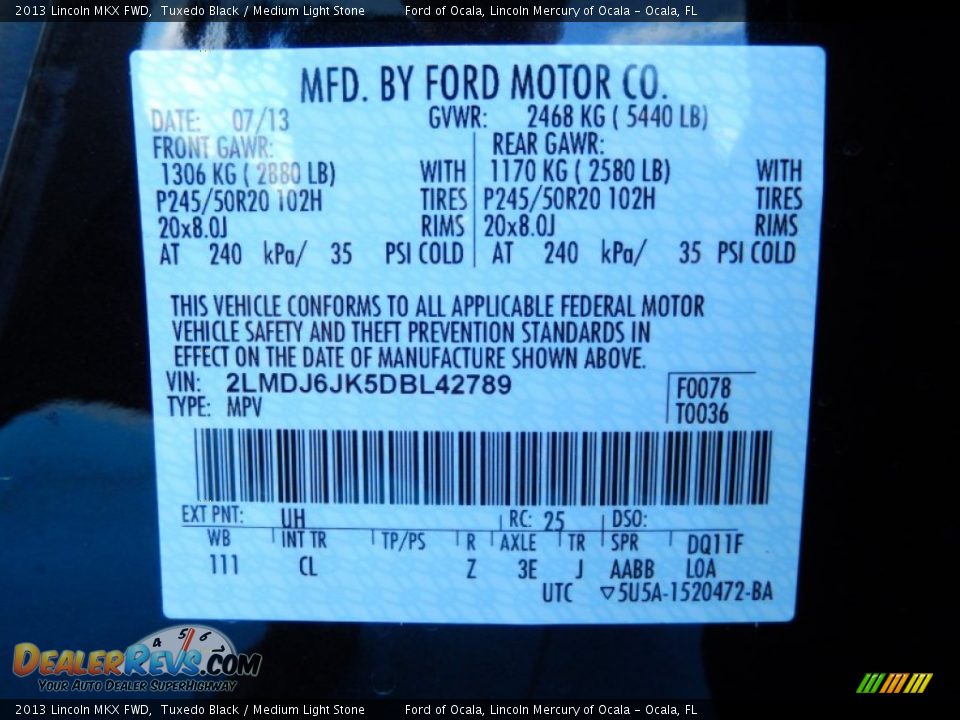 2013 Lincoln MKX FWD, Tuxedo Black / Medium Light Stone Ford of Ocala, Lincoln Mercury of Ocala - Ocala, FL
MFD. BY FORD MOTOR CO.
DATE: 07/13 GVWR: 2468 KG ( 5440 LB)
FRONT GAWR: REAR GAWR:
1306 KG ( 2880 LB) WITH 1170 KG ( 2580 LB) WITH
P245/50R20 102H TIRES P245/50R20 102H TIRES
20x8.0J RIMS 20x8.0J RIMS
AT 240 kPa/ 35 PSI COLD AT 240 kPa/ 35 PSI COLD
THIS VEHICLE CONFORMS TO ALL APPLICABLE FEDERAL MOTOR
VEHICLE SAFETY AND THEFT PREVENTION STANDARDS IN
EFFECT ON THE DATE OF MANUFACTURE SHOWN ABOVE.
VIN: 2LMDJ6JK5DBL42789 F0078
TYPE: MPV T0036
EXT PNT: UH RC: 25 DSO:
WB INT TR TP/PS R AXLE TR SPR DQ11F
111 CL Z 3E J AABB LOA
UTC ▽5U5A-1520472-BA
4 5 6
DEALERREVS.COM
Your Auto Dealer SuperHighway
2013 Lincoln MKX FWD, Tuxedo Black / Medium Light Stone Ford of Ocala, Lincoln Mercury of Ocala - Ocala, FL